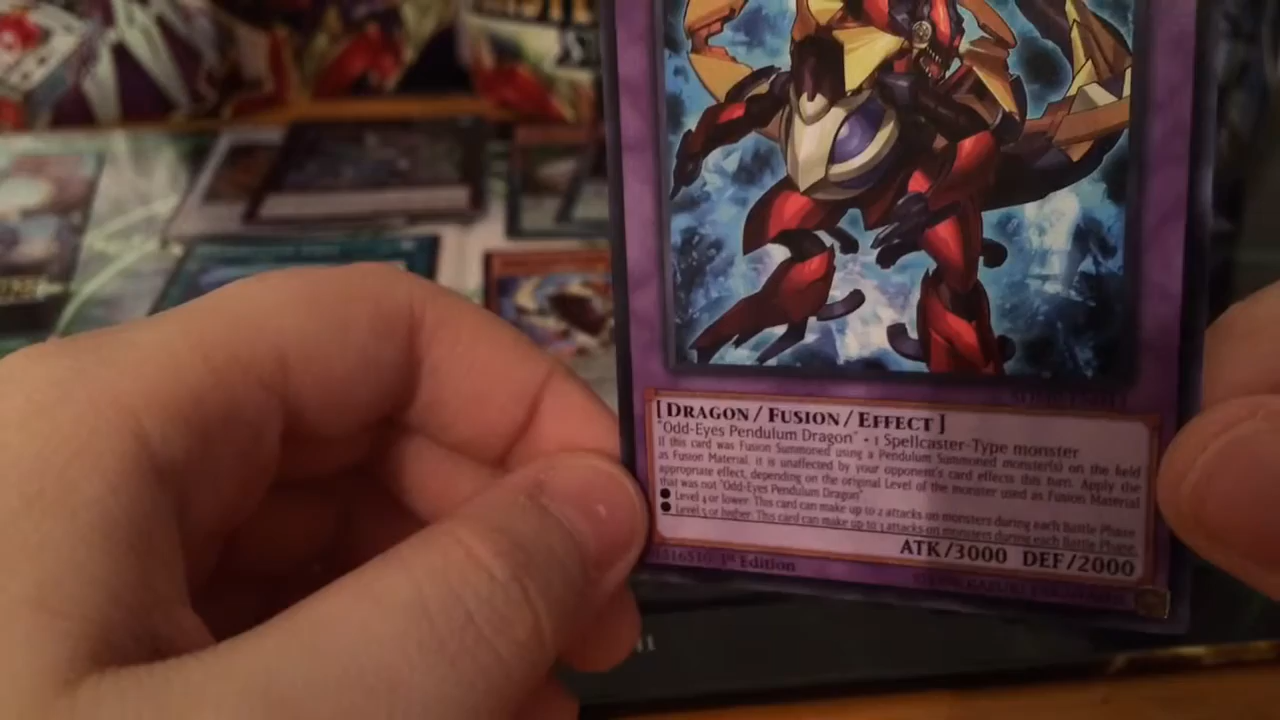 [ DRAGON / FUSION / EFFECT ]
"Odd-Eyes Pendulum Dragon" + 1 Spellcaster-Type monster
If this card was Fusion Summoned using a Pendulum Summoned monster(s) on the field
as Fusion Material, it is unaffected by your opponent's card effects this turn. Apply the
appropriate effect, depending on the original Level of the monster used as Fusion Material
that was not "Odd-Eyes Pendulum Dragon"
● Level 4 or lower: This card can make up to 2 attacks on monsters during each Battle Phase.
● Level 5 or higher: This card can make up to 3 attacks on monsters during each Battle Phase.
ATK/3000 DEF/2000
1st Edition